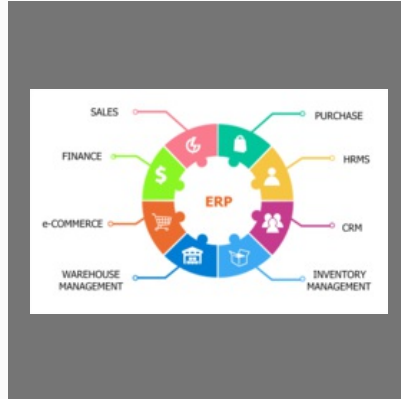 SALES
PURCHASE
FINANCE
HRMS
ERP
e-COMMERCE
CRM
WAREHOUSE
MANAGEMENT
INVENTORY
MANAGEMENT